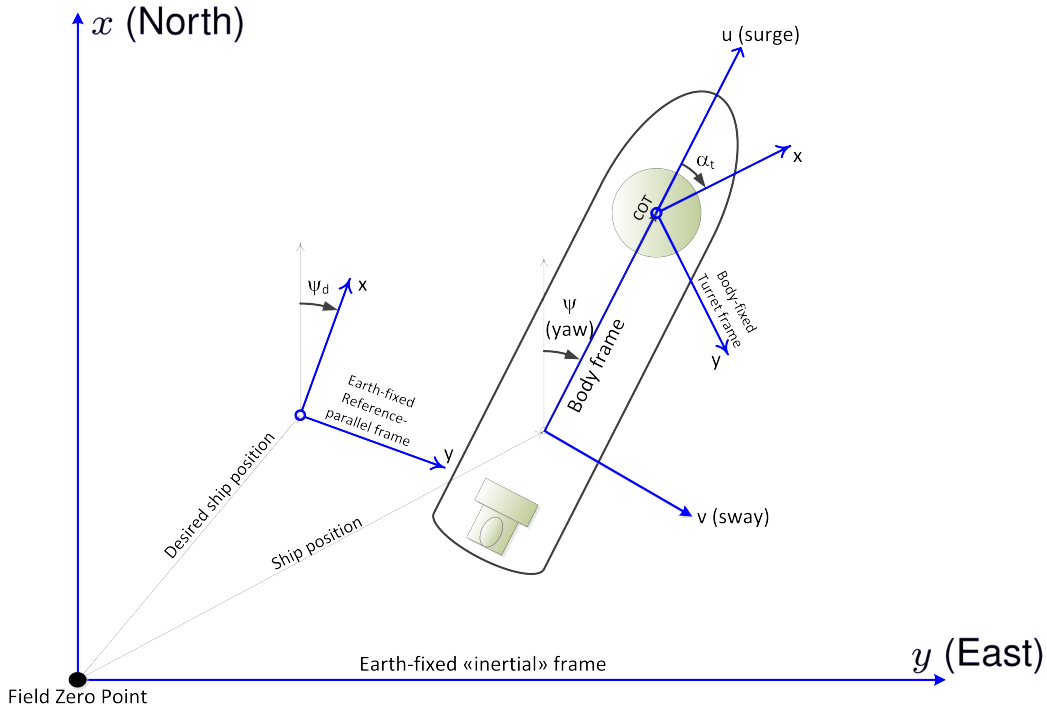 x (North)
u (surge)
x
αt
COT
Body-fixed
Turret frame
y
ψd
x
ψ
(yaw)
Body frame
Earth-fixed
Reference-
parallel frame
y
Desired ship position
Ship position
v (sway)
Earth-fixed «inertial» frame
y (East)
Field Zero Point